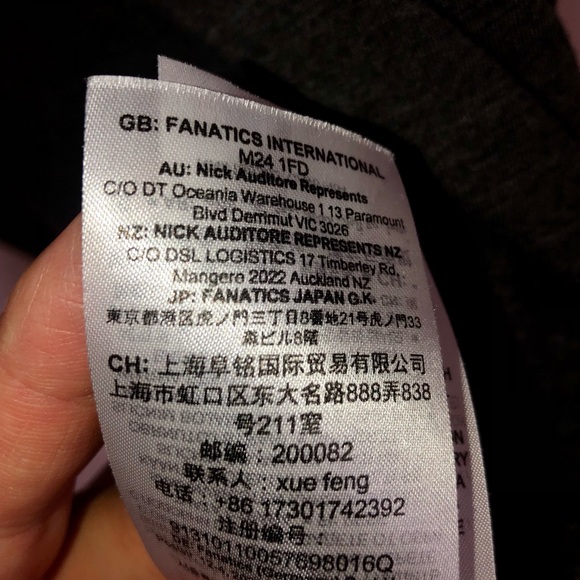 GB: FANATICS INTERNATIONAL
M24 1FD
AU: Nick Auditore Represents
C/O DT Oceania Warehouse 1 13 Paramount
Blvd Derrimut VIC 3026
NZ: NICK AUDITORE REPRESENTS NZ
C/O DSL LOGISTICS 17 Timberley Rd,
Mangere 2022 Auckland NZ
JP: FANATICS JAPAN G.K.
東京都港区虎ノ門三丁目8番地21号虎ノ門33
森ビル8階
CH: 上海阜铭国际贸易有限公司
上海市虹口区东大名路888弄838
号211室
邮编：200082
联系人：xue feng
电话：+86 17301742392
注册编号：
91310110057698016Q